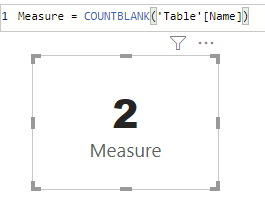 1 Measure = COUNTBLANK('Table'[Name])
2
Measure